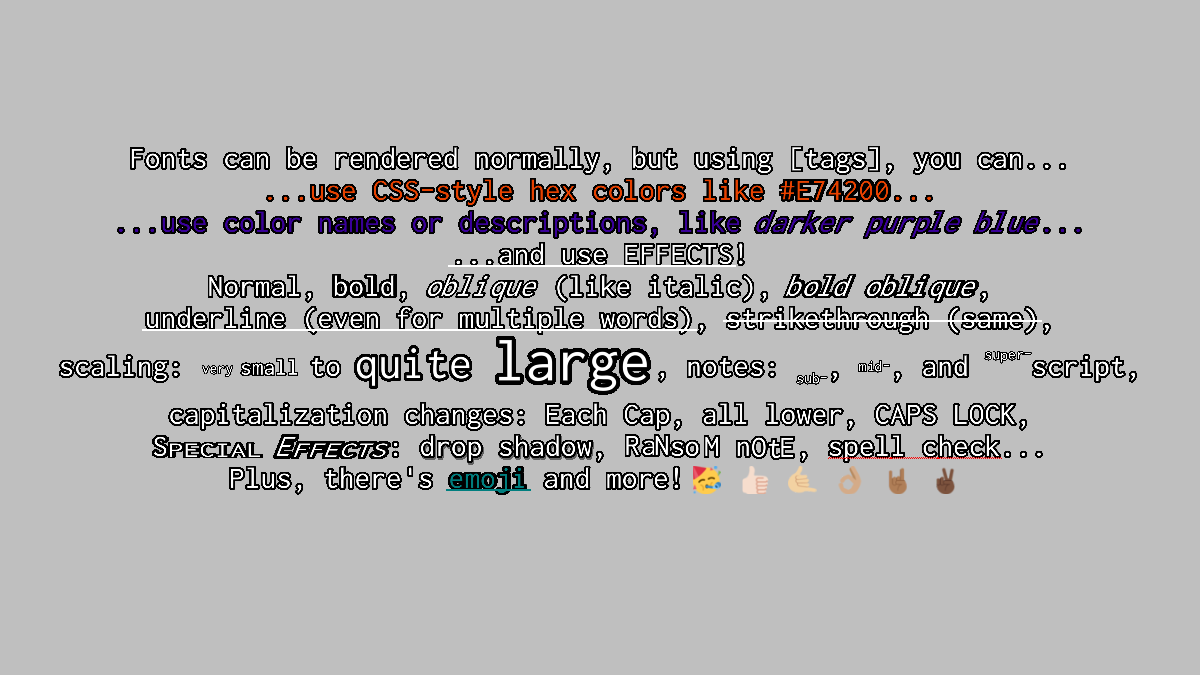 Fonts can be rendered normally, but using [tags], you can...
...use CSS-style hex colors like #E74200...
...use color names or descriptions, like darker purple blue...
...and use EFFECTS!
Normal, bold, oblique (like italic), bold oblique,
underline (even for multiple words), strikethrough (same),
scaling: very small to quite large, notes: sub-, mid-, and super-script,
capitalization changes: Each Cap, all lower, CAPS LOCK,
SPECIAL EFFECTS: drop shadow, RaNsoM nOtE, spell check...
Plus, there's emoji and more! 🥳 👍🏻 🤙🏼 👌🏽 🤘🏾 ✌🏿